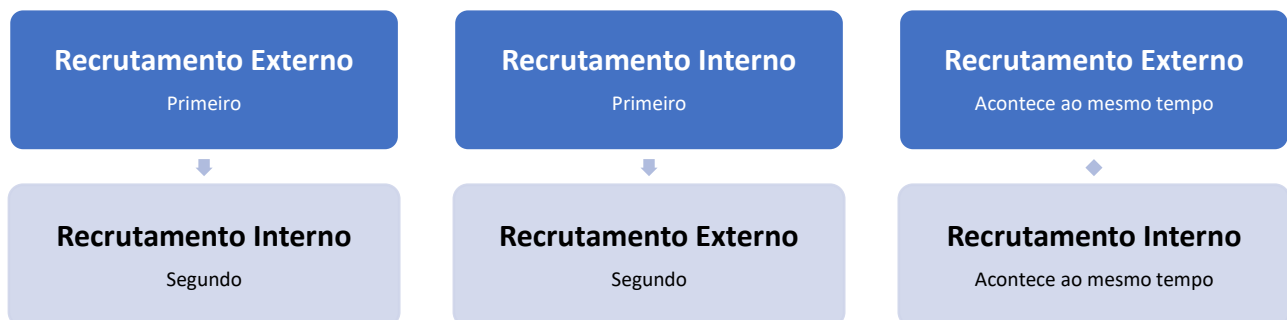 Recrutamento Externo
Primeiro
Recrutamento Interno
Segundo
Recrutamento Interno
Primeiro
Recrutamento Externo
Segundo
Recrutamento Externo
Acontece ao mesmo tempo
Recrutamento Interno
Acontece ao mesmo tempo